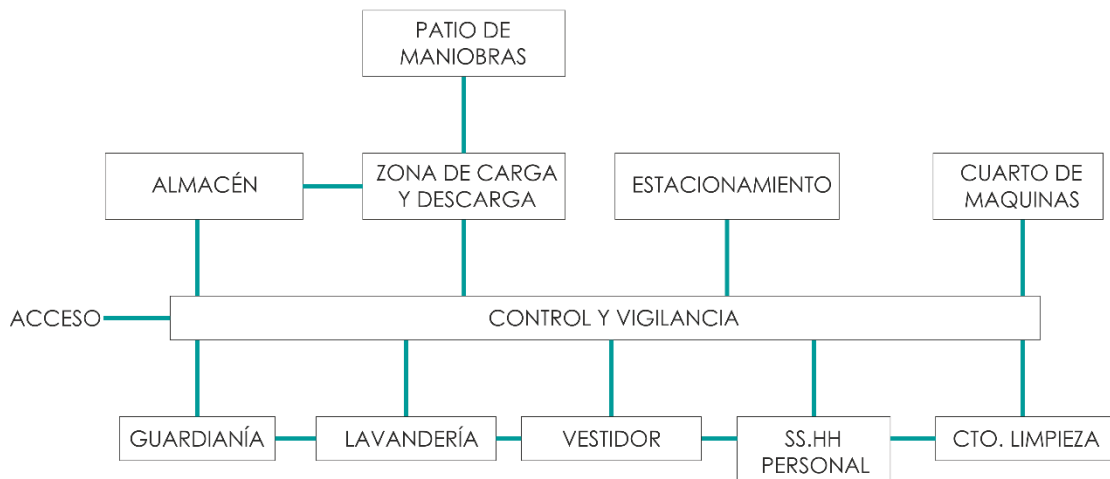 PATIO DE
MANIOBRAS
ALMACÉN
ZONA DE CARGA
Y DESCARGA
ESTACIONAMIENTO
CUARTO DE
MAQUINAS
ACCESO
CONTROL Y VIGILANCIA
GUARDIANÍA
LAVANDERÍA
VESTIDOR
SS.HH
PERSONAL
CTO. LIMPIEZA